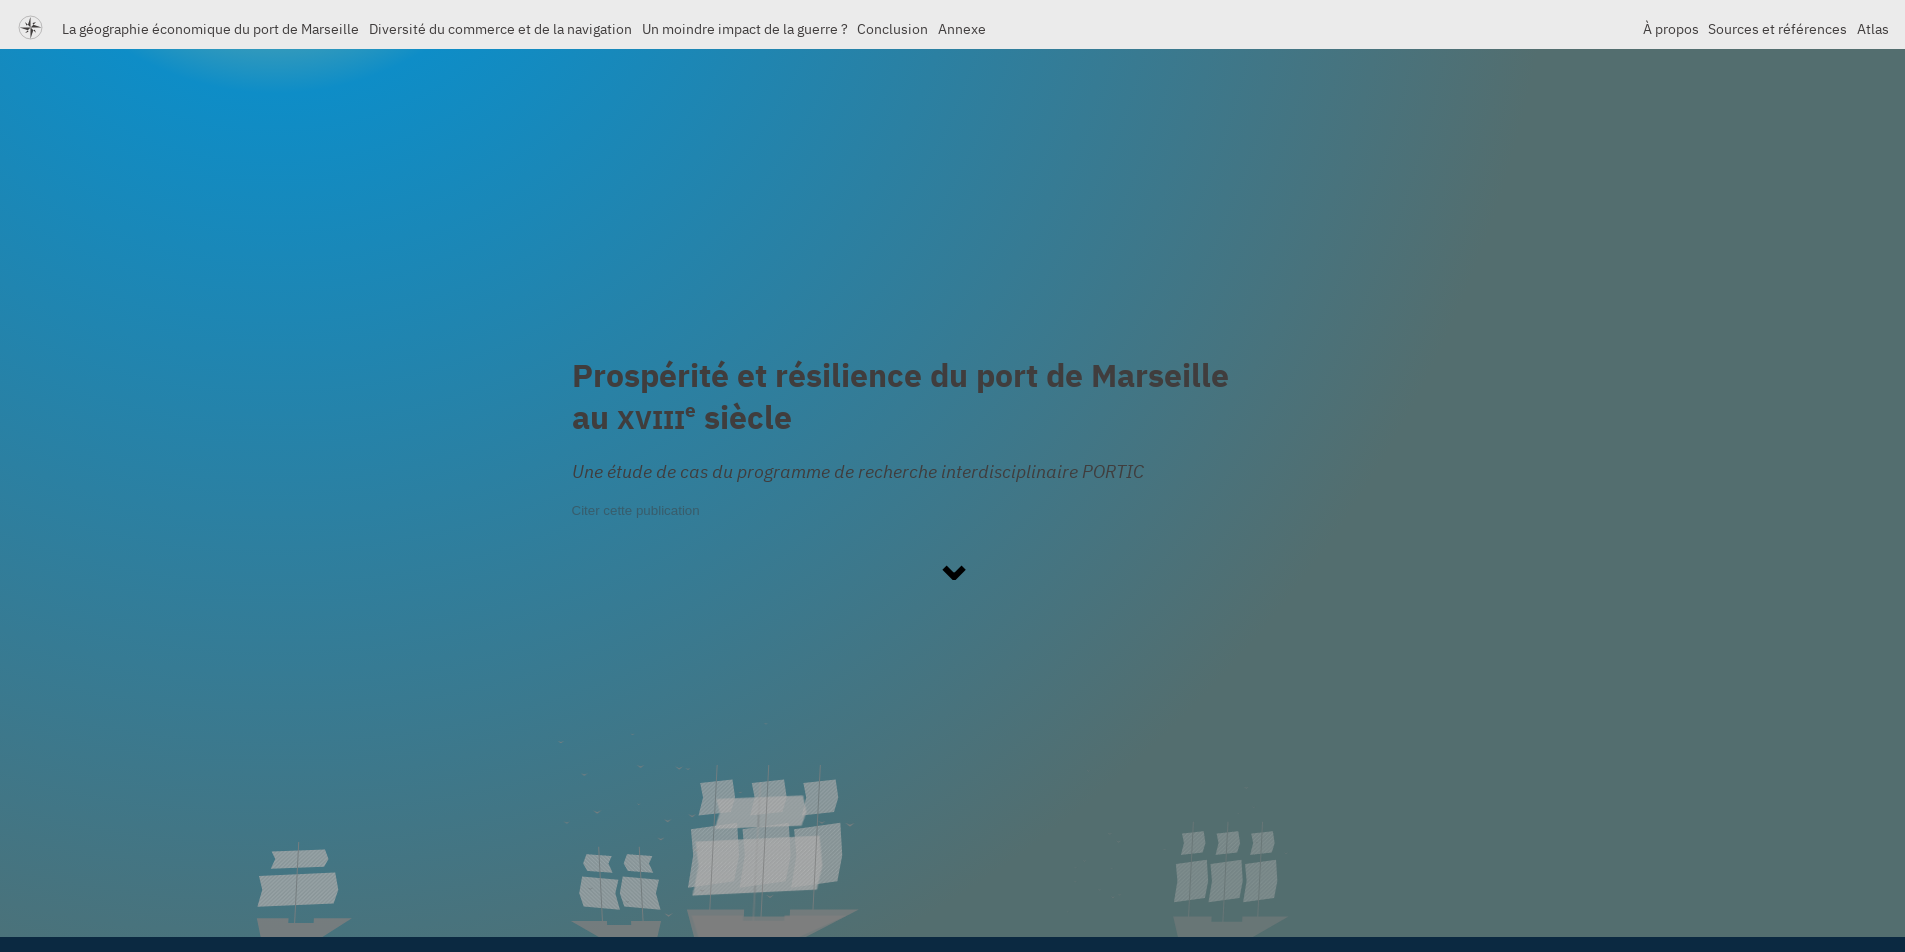 La géographie économique du port de Marseille Diversité du commerce et de la navigation Un moindre impact de la guerre ? Conclusion Annexe À propos Sources et références Atlas
Prospérité et résilience du port de Marseille
au XVIIIe siècle
Une étude de cas du programme de recherche interdisciplinaire PORTIC
Citer cette publication